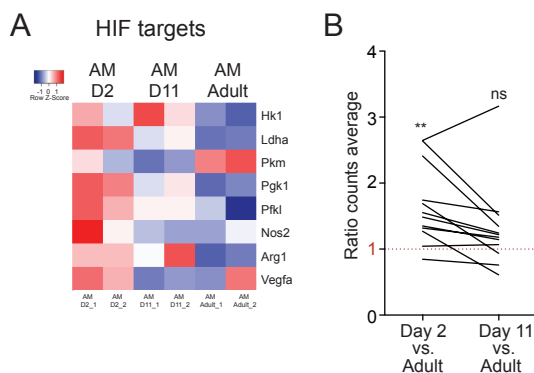 A
HIF targets
-1 0 1
Row Z-Score
AM
D2
AM
D11
AM
Adult
Hk1
Ldha
Pkm
Pgk1
Pfkl
Nos2
Arg1
Vegfa
AM
D2_1
AM
D2_2
AM
D11_1
AM
D11_2
AM
Adult_1
AM
Adult_2
B
Ratio counts average
4
3
2
1
0
**
ns
Day 2
vs.
Adult
Day 11
vs.
Adult